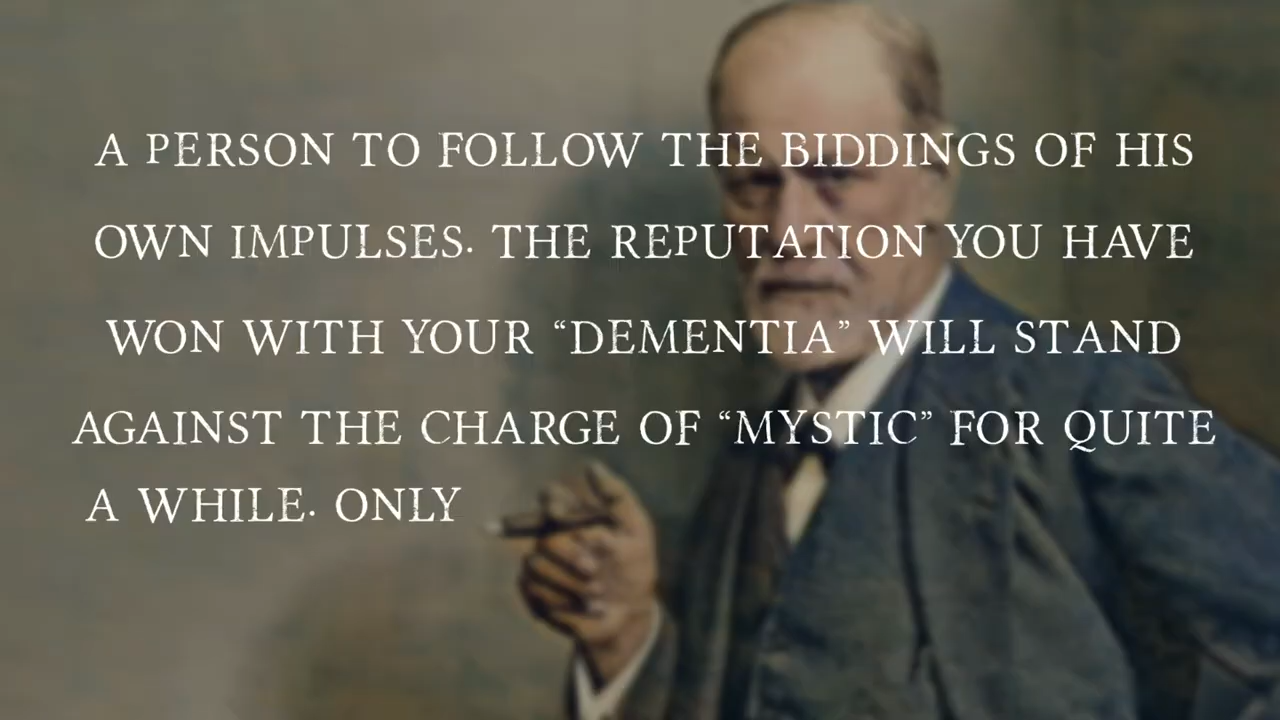 A PERSON TO FOLLOW THE BIDDINGS OF HIS
OWN IMPULSES. THE REPUTATION YOU HAVE
WON WITH YOUR “DEMENTIA” WILL STAND
AGAINST THE CHARGE OF “MYSTIC” FOR QUITE
A WHILE. ONLY